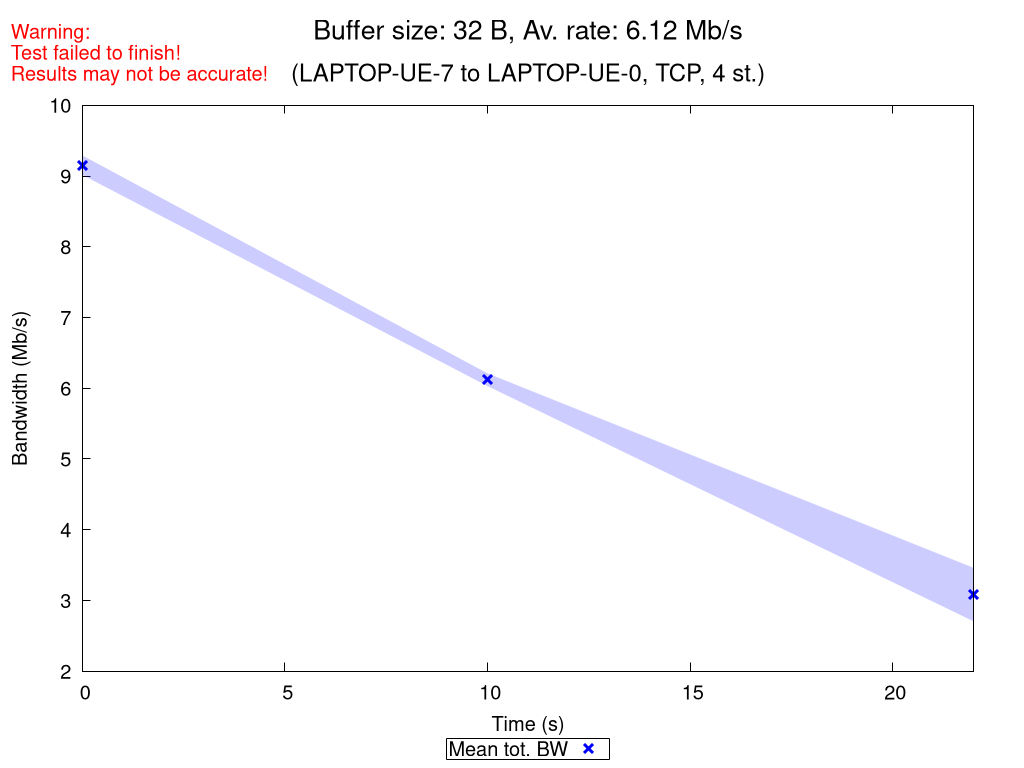 Warning:
Test failed to finish!
Results may not be accurate!
Buffer size: 32 B, Av. rate: 6.12 Mb/s
(LAPTOP-UE-7 to LAPTOP-UE-0, TCP, 4 st.)
10
9
8
7
6
5
4
3
2
Bandwidth (Mb/s)
0 5 10 15 20
Time (s)
Mean tot. BW